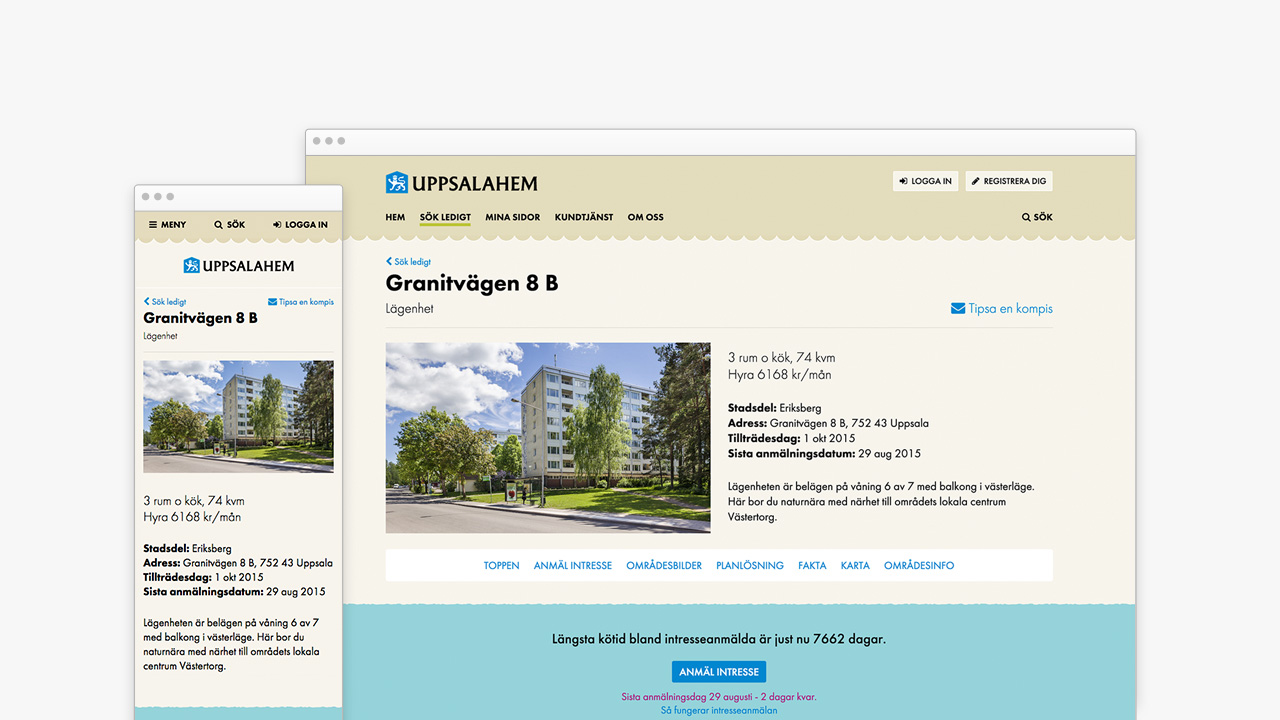 MENY SÖK LOGGA IN
UPPSALAHEM
Sök ledigt Tipsa en kompis
Granitvägen 8 B
Lägenhet
3 rum o kök, 74 kvm
Hyra 6168 kr/mån
Stadsdel: Eriksberg
Adress: Granitvägen 8 B, 752 43 Uppsala
Tillträdesdag: 1 okt 2015
Sista anmälningsdatum: 29 aug 2015
Lägenheten är belägen på våning 6 av 7
med balkong i västerläge. Här bor du
naturnära med närhet till områdets lokala
centrum Västertorg.
UPPSALAHEM
LOGGA IN REGISTRERA DIG
HEM SÖK LEDIGT MINA SIDOR KUNDTJÄNST OM OSS SÖK
Sök ledigt
Granitvägen 8 B
Lägenhet Tipsa en kompis
3 rum o kök, 74 kvm
Hyra 6168 kr/mån
Stadsdel: Eriksberg
Adress: Granitvägen 8 B, 752 43 Uppsala
Tillträdesdag: 1 okt 2015
Sista anmälningsdatum: 29 aug 2015
Lägenheten är belägen på våning 6 av 7 med balkong i västerläge.
Här bor du naturnära med närhet till områdets lokala centrum
Västertorg.
TOPPEN ANMÄL INTRESSE OMRÅDESBILDER PLANLÖSNING FAKTA KARTA OMRÅDESINFO
Längsta kötid bland intresseanmälda är just nu 7662 dagar.
ANMÄL INTRESSE
Sista anmälningsdag 29 augusti - 2 dagar kvar.
Så fungerar intresseanmälan